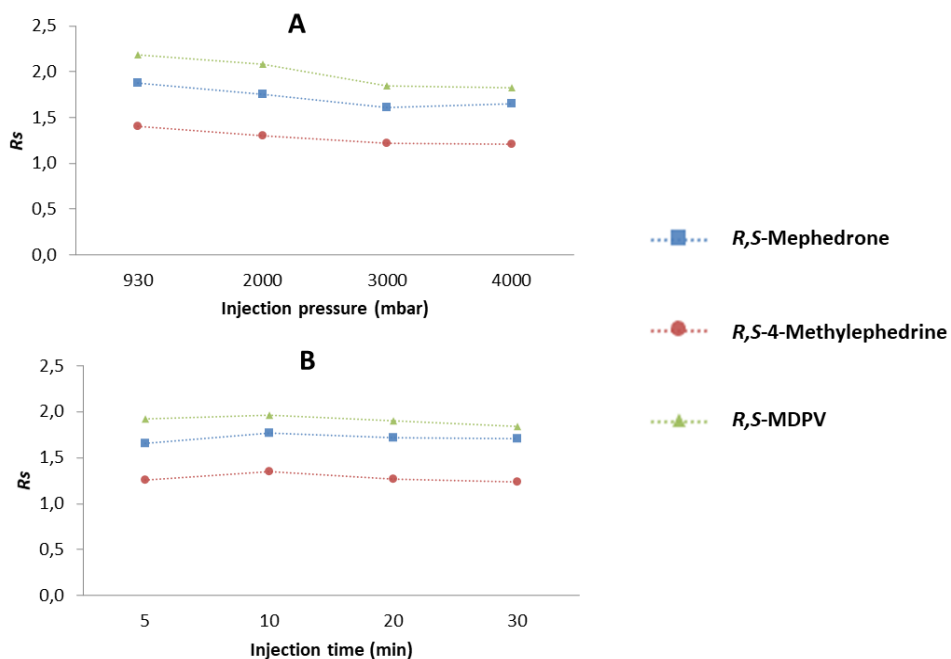 A
2,5
2,0
1,5
1,0
0,5
0,0
Rs
930 2000 3000 4000
Injection pressure (mbar)
B
2,5
2,0
1,5
1,0
0,5
0,0
Rs
5 10 20 30
Injection time (min)
R,S-Mephedrone
R,S-4-Methylephedrine
R,S-MDPV